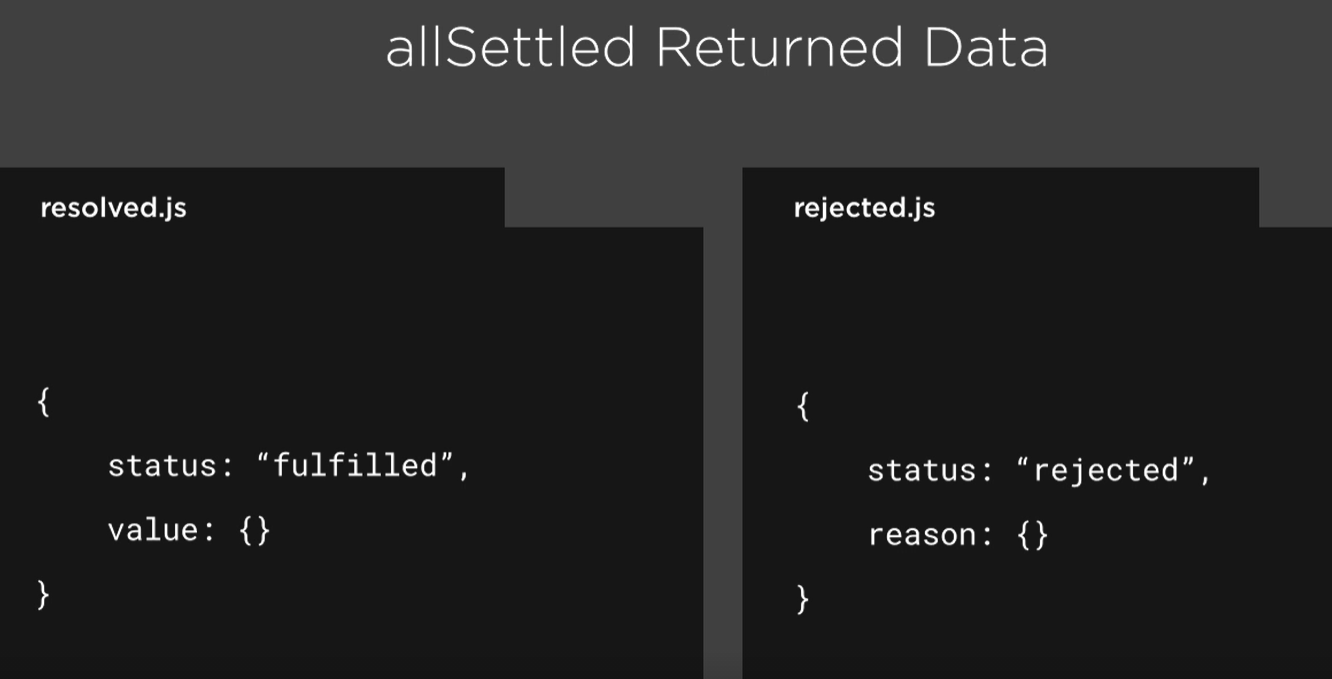 allSettled Returned Data
resolved.js
{
status: “fulfilled”,
value: {}
}
rejected.js
{
status: “rejected”,
reason: {}
}